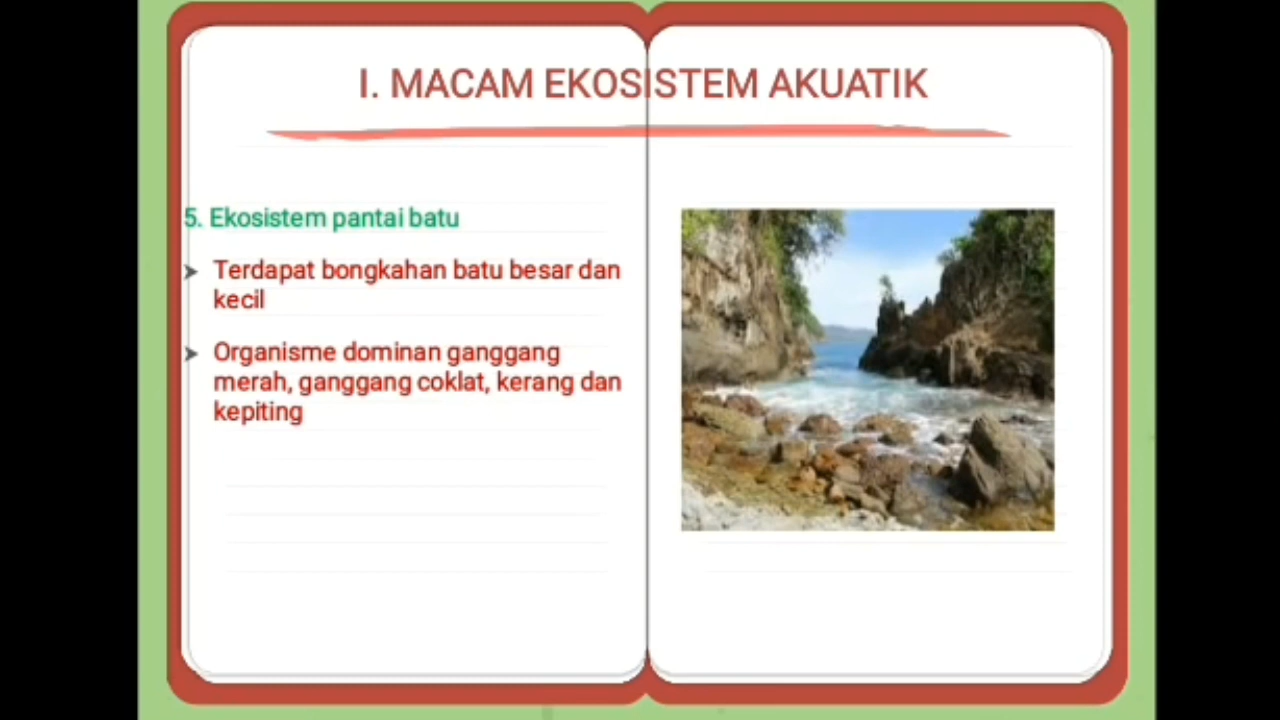 I. MACAM EKOSISTEM AKUATIK
5. Ekosistem pantai batu
Terdapat bongkahan batu besar dan
kecil
Organisme dominan ganggang
merah, ganggang coklat, kerang dan
kepiting